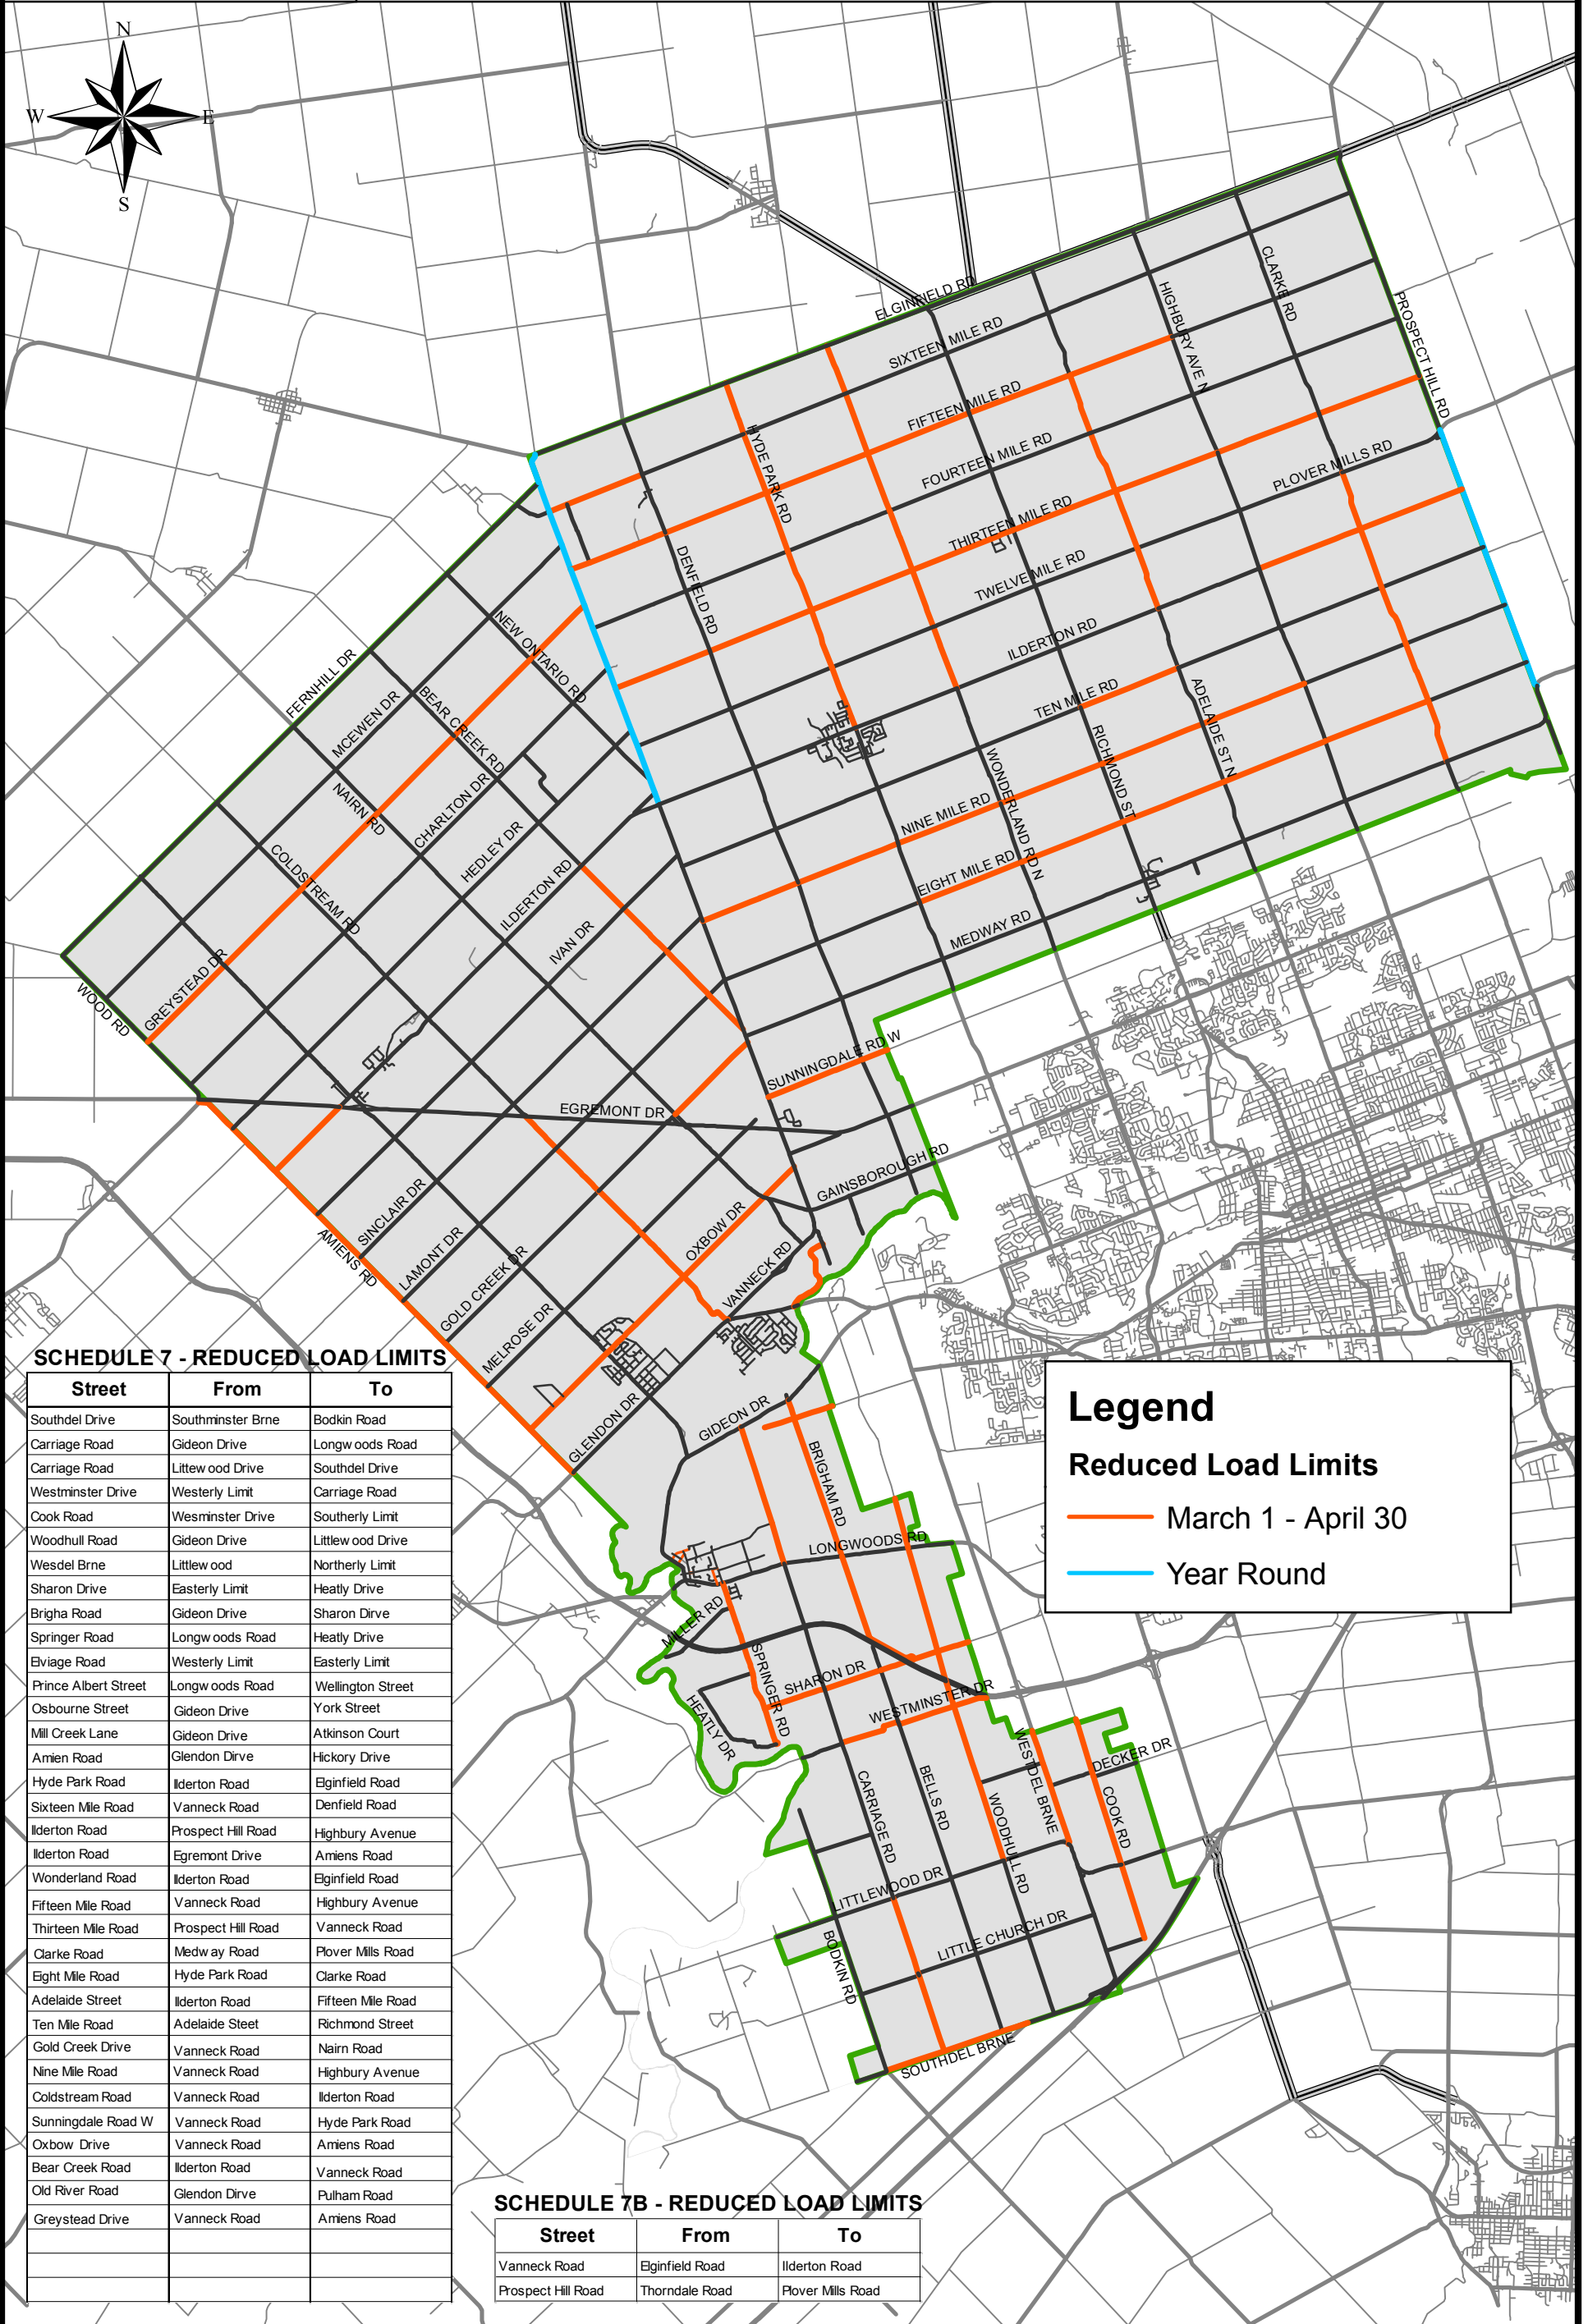 N
W
E
S
ELGINFIELD RD
SIXTEEN MILE RD
CLARKE RD
HIGHBURY AVE N
PROSPECT HILL RD
FIFTEEN MILE RD
HYDE PARK RD
FOURTEEN MILE RD
PLOVER MILLS RD
THIRTEEN MILE RD
DENFIELD RD
TWELVE MILE RD
NEW ONTARIO RD
ILDERTON RD
FERNHILL DR
MCEWEN DR
BEAR CREEK RD
TEN MILE RD
ADELAIDE ST N
RICHMOND ST
WONDERLAND RD N
NAIRN RD
CHARLTON DR
NINE MILE RD
HEDLEY DR
COLDSTREAM RD
ILDERTON RD
EIGHT MILE RD
IVAN DR
MEDWAY RD
WOOD RD
GREYSTEAD DR
SUNNINGDALE RD W
EGREMONT DR
GAINSBOROUGH RD
SINCLAIR DR
OXBOW DR
AMIENS RD
LAMONT DR
VANNECK RD
GOLD CREEK DR
MELROSE DR
GLENDON DR
GIDEON DR
BRIGHAM RD
LONGWOODS RD
MILLER RD
SPRINGER RD
SHARON DR
HEATLY DR
WESTMINSTER DR
WESTDEL BRNE
DECKER DR
CARRIAGE RD
BELLS RD
WOODHULL RD
COOK RD
LITTLEWOOD DR
LITTLE CHURCH DR
BODKIN RD
SOUTHDEL BRNE
Legend
Reduced Load Limits
March 1 - April 30
Year Round
SCHEDULE 7 - REDUCED LOAD LIMITS
Street From To
Southdel Drive Southminster Brne Bodkin Road
Carriage Road Gideon Drive Longwoods Road
Carriage Road Littewood Drive Southdel Drive
Westminster Drive Westerly Limit Carriage Road
Cook Road Wesminster Drive Southerly Limit
Woodhull Road Gideon Drive Littlewood Drive
Wesdel Brne Littlewood Northerly Limit
Sharon Drive Easterly Limit Heatly Drive
Brigha Road Gideon Drive Sharon Dirve
Springer Road Longwoods Road Heatly Drive
Elviage Road Westerly Limit Easterly Limit
Prince Albert Street Longwoods Road Wellington Street
Osbourne Street Gideon Drive York Street
Mill Creek Lane Gideon Drive Atkinson Court
Amien Road Glendon Dirve Hickory Drive
Hyde Park Road Ilderton Road Elginfield Road
Sixteen Mile Road Vanneck Road Denfield Road
Ilderton Road Prospect Hill Road Highbury Avenue
Ilderton Road Egremont Drive Amiens Road
Wonderland Road Ilderton Road Elginfield Road
Fifteen Mile Road Vanneck Road Highbury Avenue
Thirteen Mile Road Prospect Hill Road Vanneck Road
Clarke Road Medway Road Plover Mills Road
Eight Mile Road Hyde Park Road Clarke Road
Adelaide Street Ilderton Road Fifteen Mile Road
Ten Mile Road Adelaide Steet Richmond Street
Gold Creek Drive Vanneck Road Nairn Road
Nine Mile Road Vanneck Road Highbury Avenue
Coldstream Road Vanneck Road Ilderton Road
Sunningdale Road W Vanneck Road Hyde Park Road
Oxbow Drive Vanneck Road Amiens Road
Bear Creek Road Ilderton Road Vanneck Road
Old River Road Glendon Dirve Pulham Road
Greystead Drive Vanneck Road Amiens Road
SCHEDULE 7B - REDUCED LOAD LIMITS
Street From To
Vanneck Road Elginfield Road Ilderton Road
Prospect Hill Road Thorndale Road Plover Mills Road